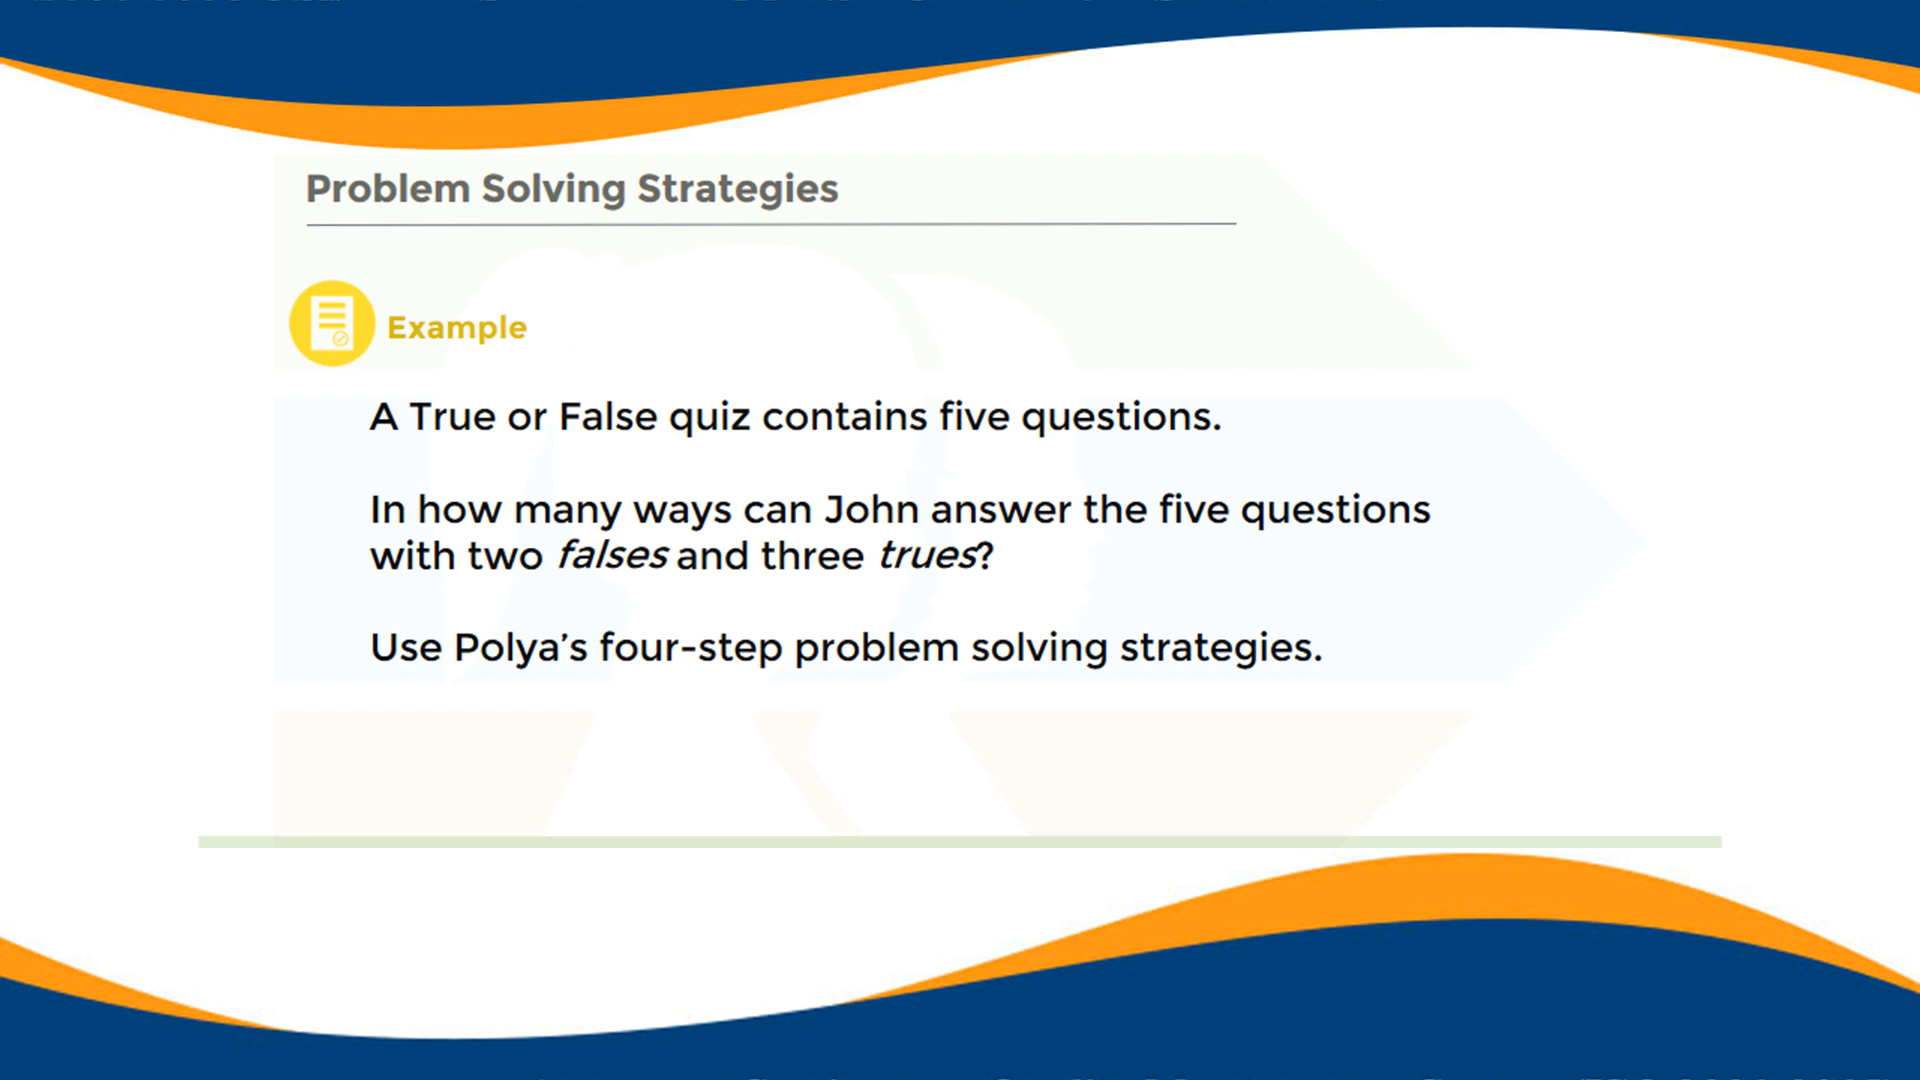 Problem Solving Strategies
Example
A True or False quiz contains five questions.
In how many ways can John answer the five questions
with two falses and three trues?
Use Polya’s four-step problem solving strategies.